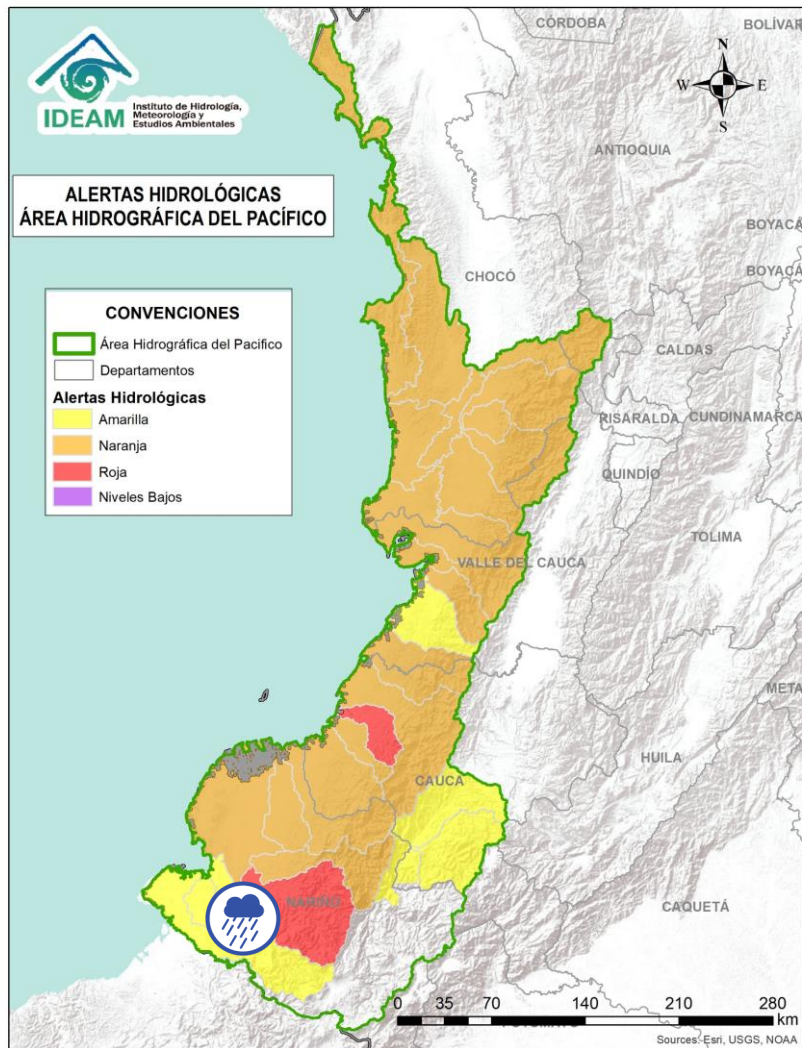 IDEAM
Instituto de Hidrología,
Meteorología y
Estudios Ambientales
CÓRDOBA
BOLÍVAR
N
W
E
S
ANTIOQUIA
ALERTAS HIDROLÓGICAS
ÁREA HIDROGRÁFICA DEL PACÍFICO
BOYACÁ
BOYACÁ
CHOCÓ
CONVENCIONES
Área Hidrográfica del Pacifico
Departamentos
Alertas Hidrológicas
Amarilla
Naranja
Roja
Niveles Bajos
CALDAS
RISARALDA
CUNDINAMARCA
QUINDÍO
TOLIMA
VALLE DEL CAUCA
META
HUILA
CAUCA
NARIÑO
CAQUETÁ
0 35 70 140 210 280
km
Sources: Esri, USGS, NOAA